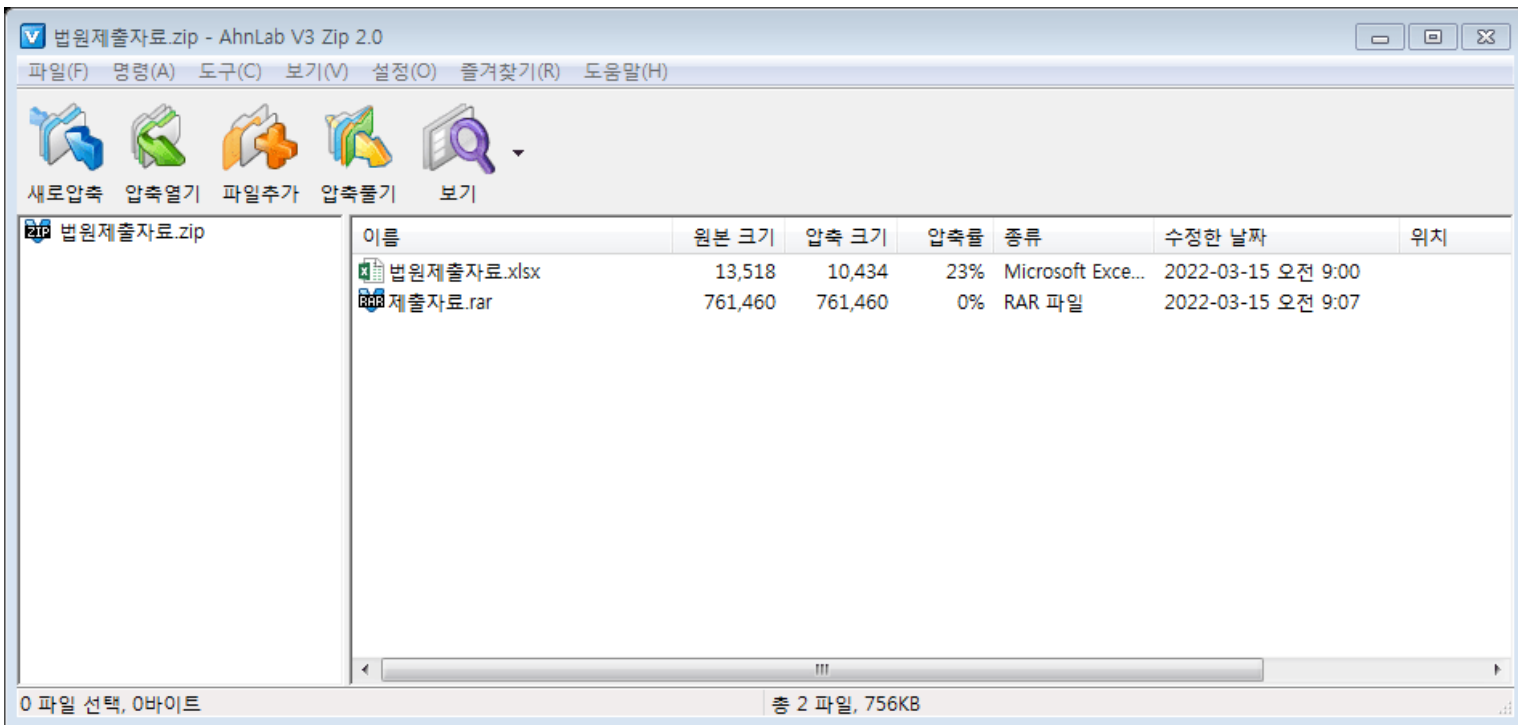 법원제출자료.zip - AhnLab V3 Zip 2.0
파일(F) 명령(A) 도구(C) 보기(V) 설정(O) 즐겨찾기(R) 도움말(H)
새로압축 압축열기 파일추가 압축풀기 보기
ZIP 법원제출자료.zip
이름 원본 크기 압축 크기 압축률 종류 수정한 날짜 위치
법원제출자료.xlsx 13,518 10,434 23% Microsoft Exce... 2022-03-15 오전 9:00
RAR 제출자료.rar 761,460 761,460 0% RAR 파일 2022-03-15 오전 9:07
0 파일 선택, 0바이트 총 2 파일, 756KB